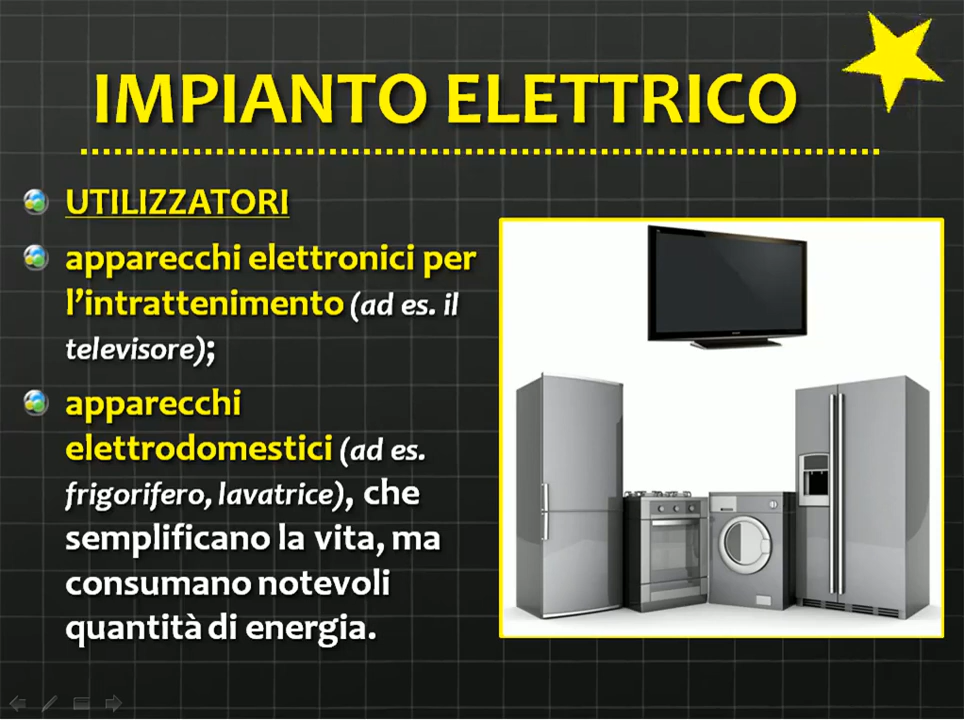 IMPIANTO ELETTRICO
UTILIZZATORI
apparecchi elettronici per
l’intrattenimento (ad es. il
televisore);
apparecchi
elettrodomestici (ad es.
frigorifero, lavatrice), che
semplificano la vita, ma
consumano notevoli
quantità di energia.